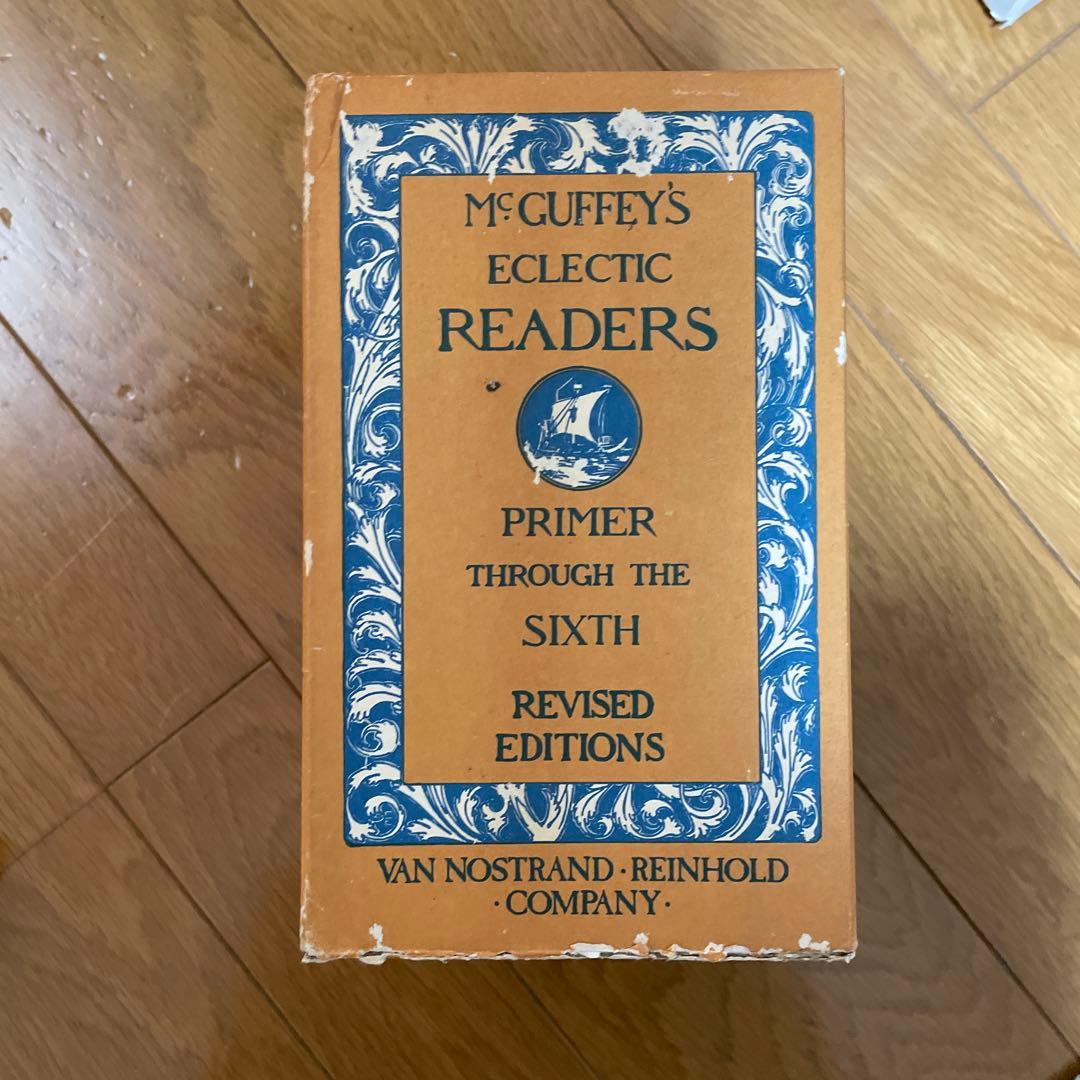 McGUFFEY'S
ECLECTIC
READERS
PRIMER
THROUGH THE
SIXTH
REVISED
EDITIONS
VAN NOSTRAND · REINHOLD
· COMPANY ·